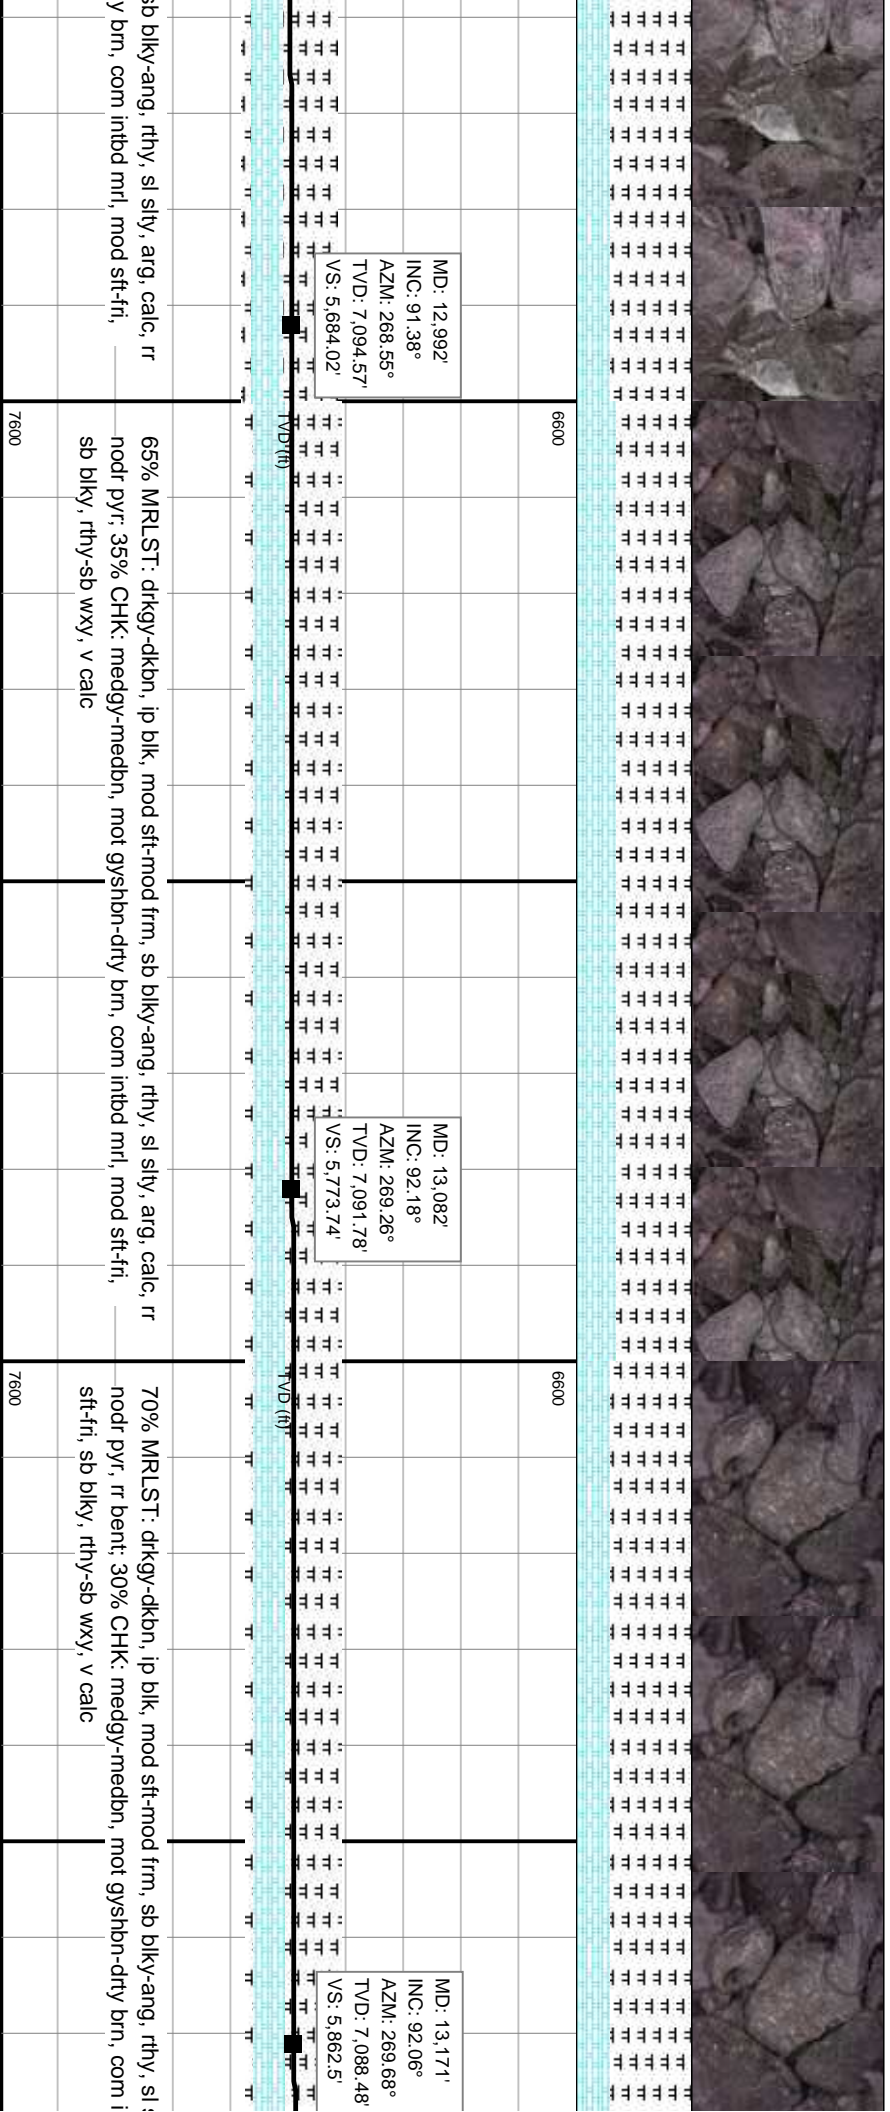 sb blky-ang, rthy, sl slty, arg, calc, rr
y brn, com intbd mrl, mod sft-fri,
MD: 12,992'
INC: 91.38°
AZM: 268.55°
TVD: 7,094.57'
VS: 5,684.02'
6600
TVD (ft)
7600
65% MRLST: drkgy-dkbn, ip blk, mod sft-mod frm, sb blky-ang, rthy, sl slty, arg, calc, rr
nodr pyr; 35% CHK: medgy-medbn, mot gyshbn-drty brn, com intbd mrl, mod sft-fri,
sb blky, rthy-sb wxy, v calc
MD: 13,082'
INC: 92.18°
AZM: 269.26°
TVD: 7,091.78'
VS: 5,773.74'
6600
TVD (ft)
7600
70% MRLST: drkgy-dkbn, ip blk, mod sft-mod frm, sb blky-ang, rthy, sl
nodr pyr, rr bent; 30% CHK: medgy-medbn, mot gyshbn-drty brn, com i
sft-fri, sb blky, rthy-sb wxy, v calc
MD: 13,171'
INC: 92.06°
AZM: 269.68°
TVD: 7,088.48'
VS: 5,862.5'